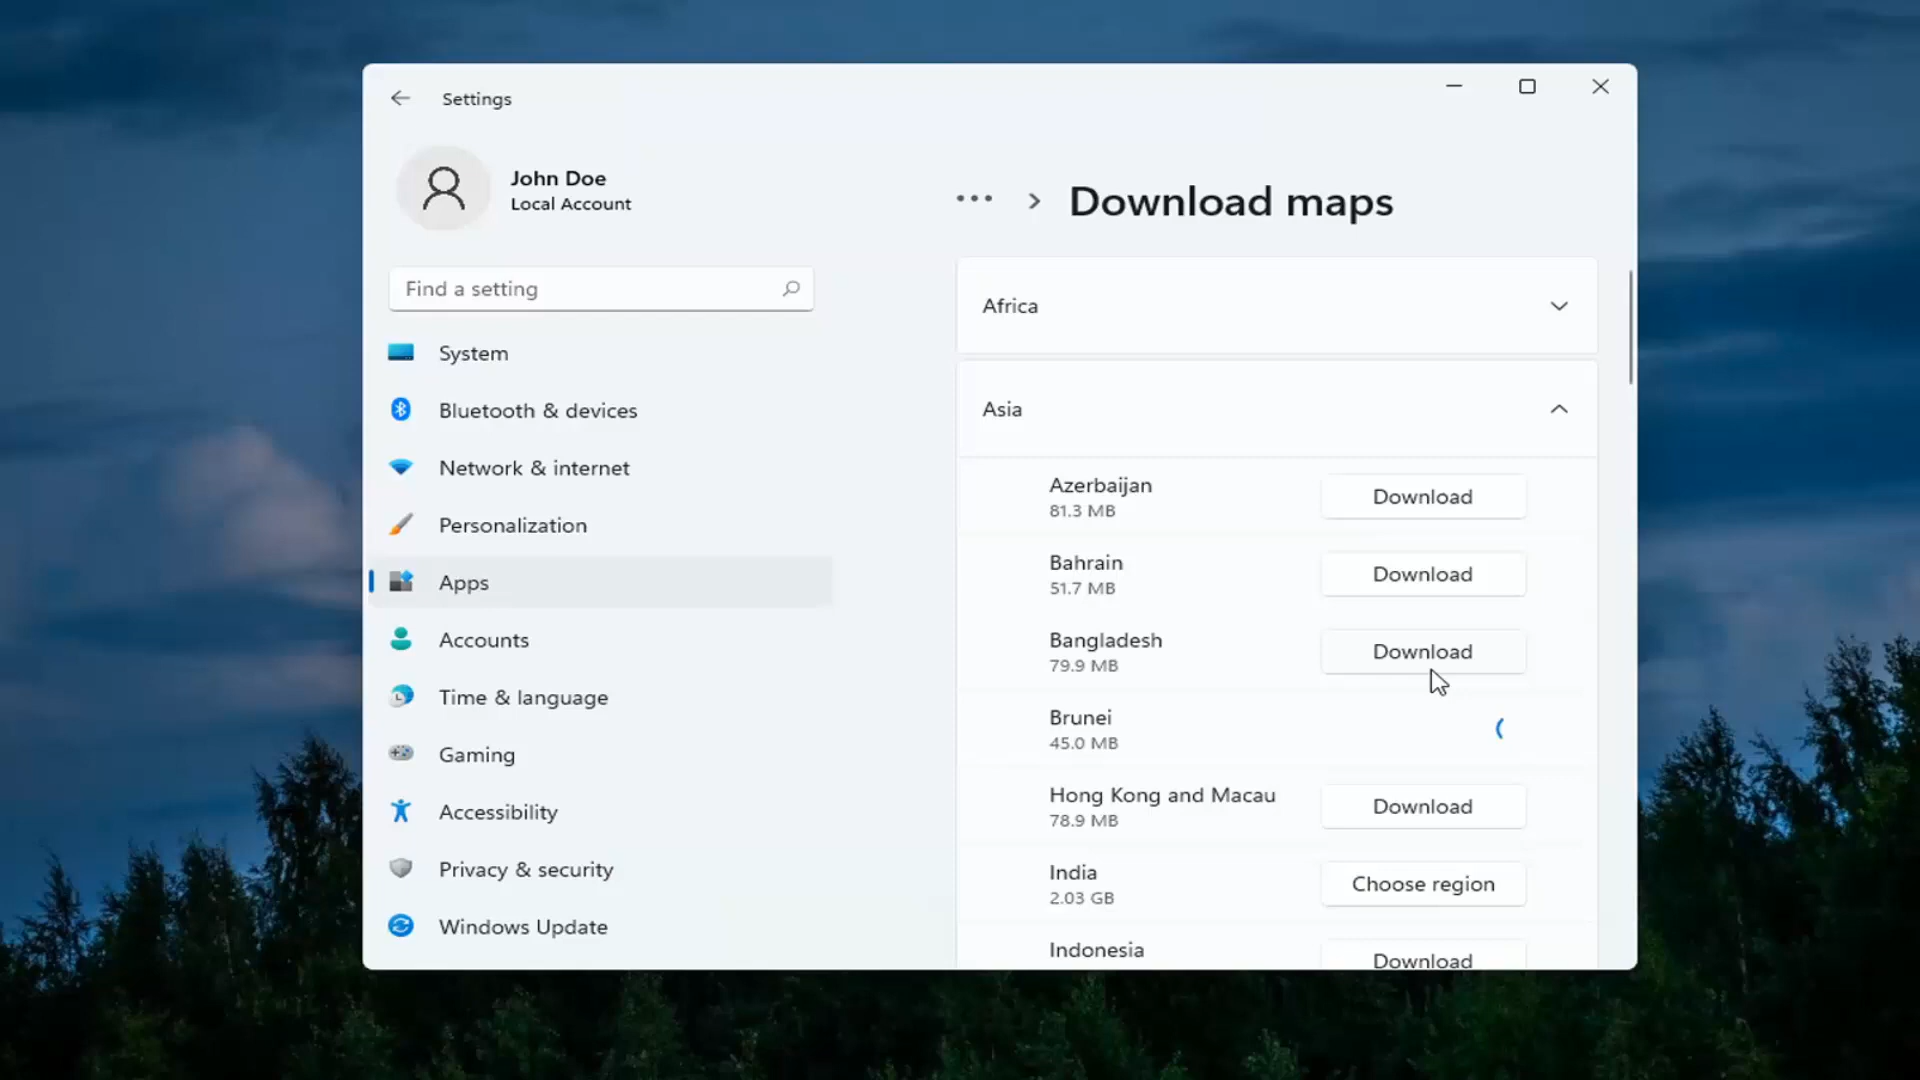 Settings
John Doe
Local Account
Find a setting
System
Bluetooth & devices
Network & internet
Personalization
Apps
Accounts
Time & language
Gaming
Accessibility
Privacy & security
Windows Update
Download maps
Africa
Asia
Azerbaijan
81.3 MB
Download
Bahrain
51.7 MB
Download
Bangladesh
79.9 MB
Download
Brunei
45.0 MB
Hong Kong and Macau
78.9 MB
Download
India
2.03 GB
Choose region
Indonesia
Download